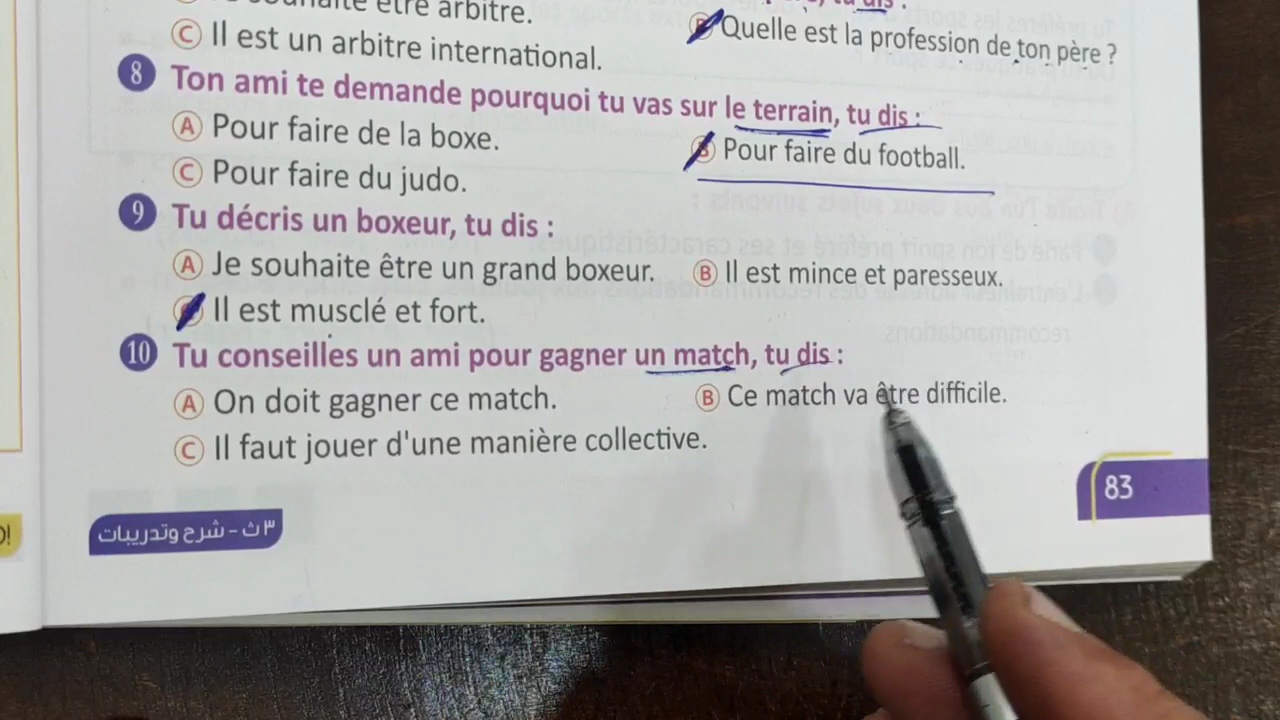 être arbitre.
dis :
C Il est un arbitre international.
B Quelle est la profession de ton père ?
8 Ton ami te demande pourquoi tu vas sur le terrain, tu dis :
A Pour faire de la boxe.
B Pour faire du football.
C Pour faire du judo.
9 Tu décris un boxeur, tu dis :
A Je souhaite être un grand boxeur.
B Il est mince et paresseux.
Il est musclé et fort.
10 Tu conseilles un ami pour gagner un match, tu dis :
A On doit gagner ce match.
B Ce match va être difficile.
C Il faut jouer d'une manière collective.
83
٣ ث - شرح وتدريبات